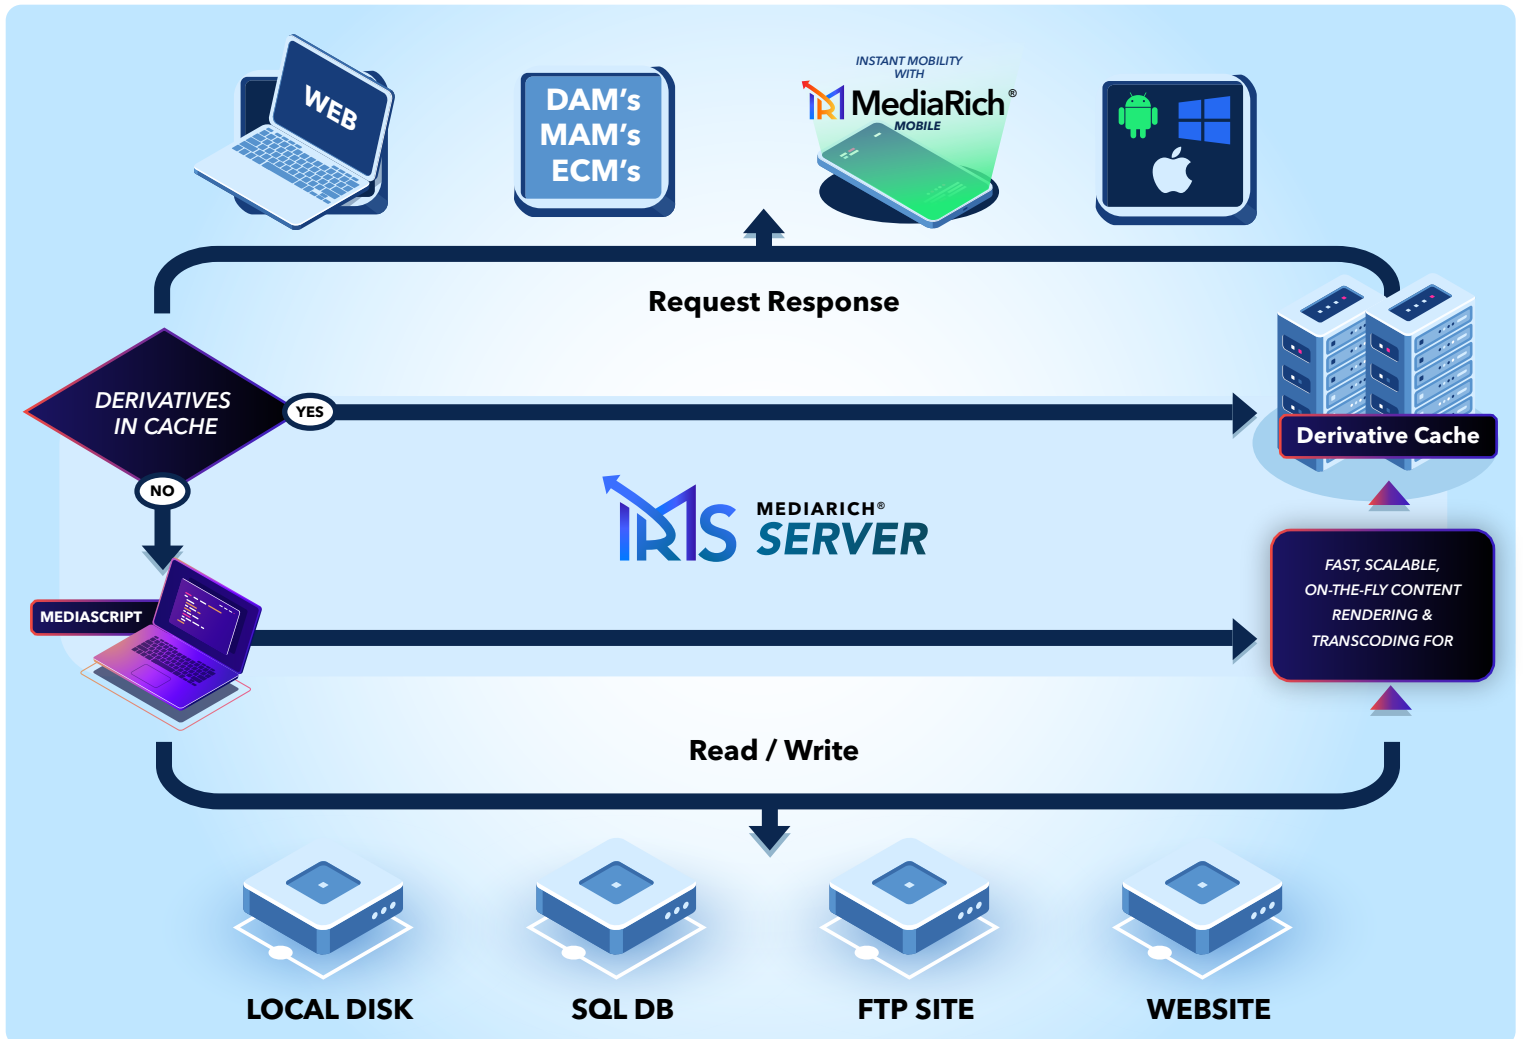 WEB
DAM's
MAM's
ECM's
INSTANT MOBILITY
WITH
MediaRich®
MOBILE
Request Response
DERIVATIVES
IN CACHE
YES
NO
Derivative Cache
MS
MEDIARICH®
SERVER
FAST, SCALABLE,
ON-THE-FLY CONTENT
RENDERING &
TRANSCODING FOR
MEDIASCRIPT
Read / Write
LOCAL DISK
SQL DB
FTP SITE
WEBSITE